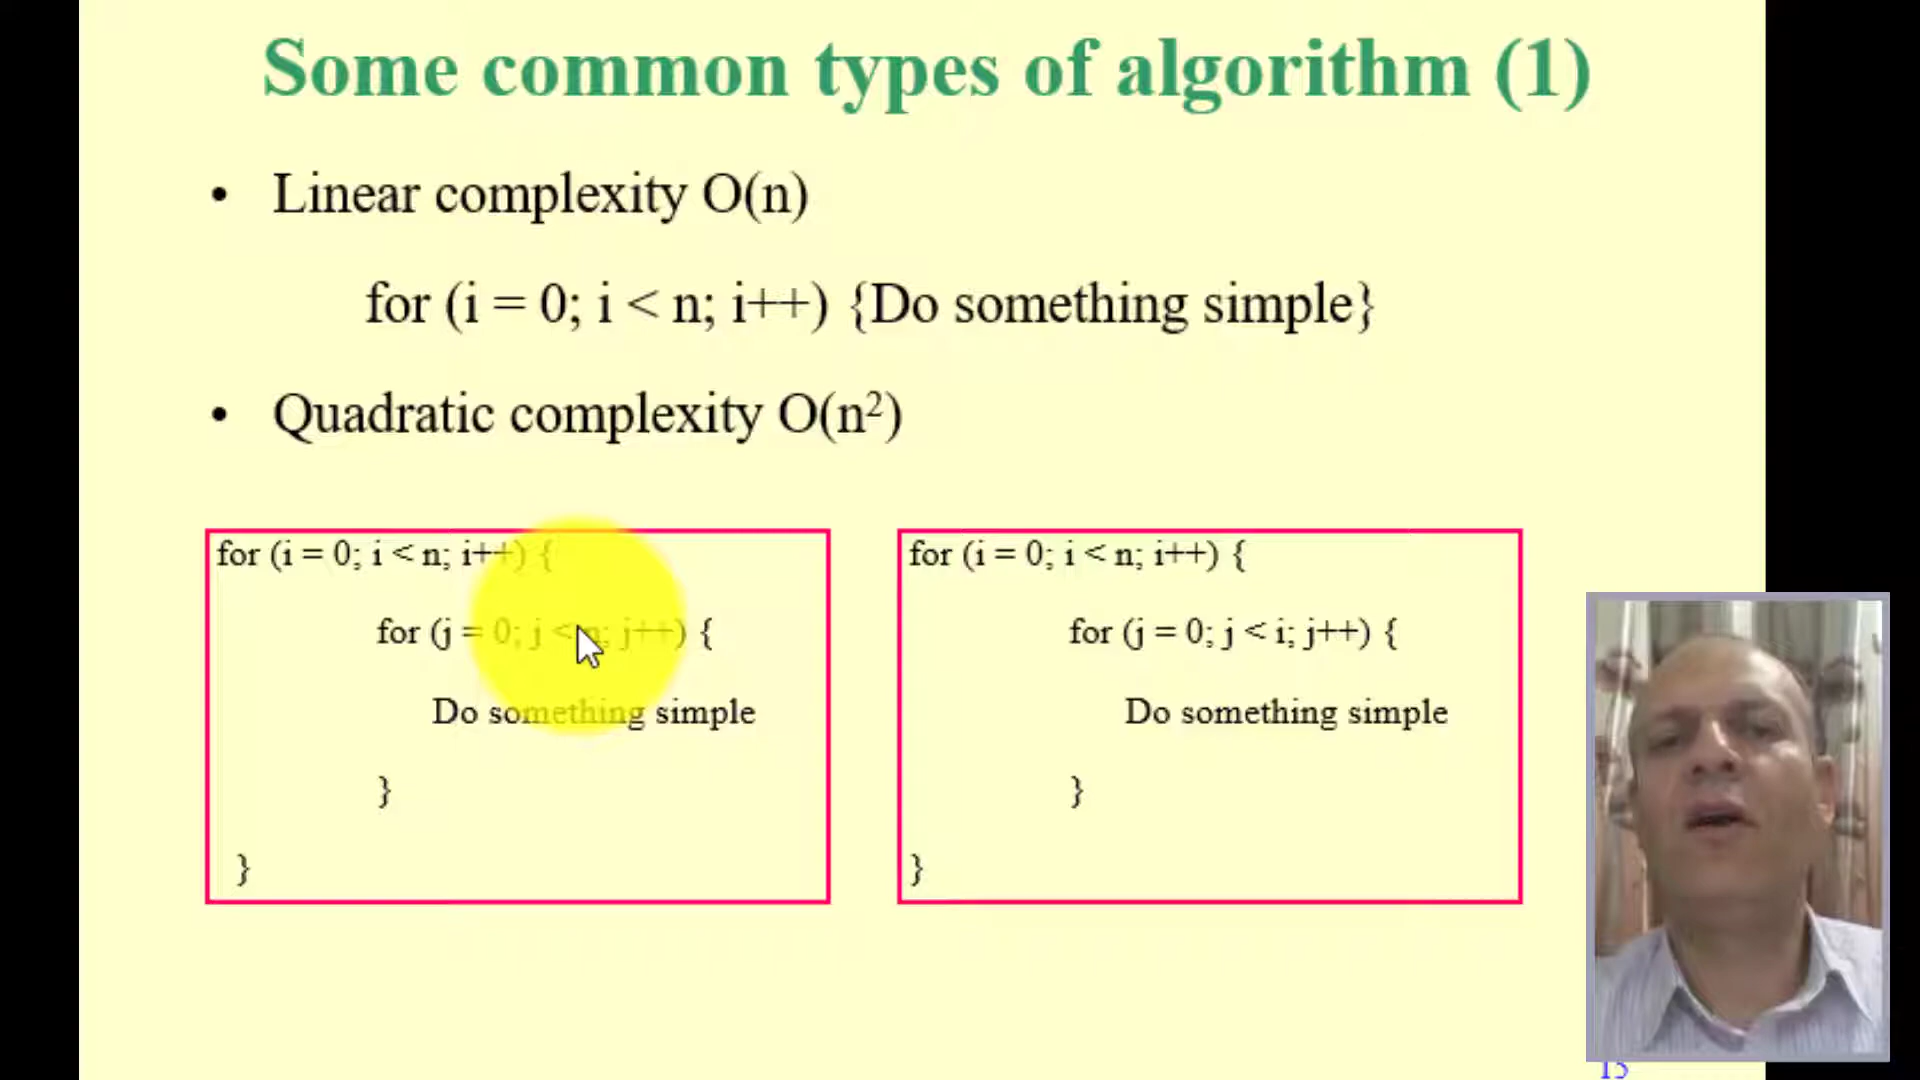 Some common types of algorithm (1)
• Linear complexity O(n)
for (i = 0; i < n; i++) {Do something simple}
• Quadratic complexity O(n²)
for (i = 0; i < n; i++) {
for (j = 0; j < n; j++) {
Do something simple
}
}
for (i = 0; i < n; i++) {
for (j = 0; j < i; j++) {
Do something simple
}
}
15